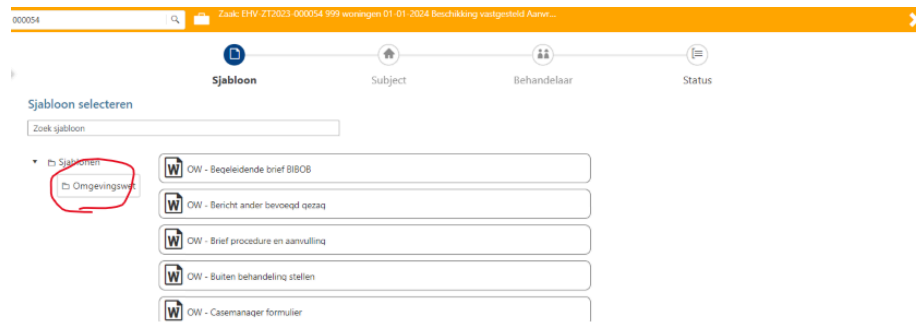 000054
Zaak: EHV-ZT2023-000054 999 woningen 01-01-2024 Beschikking vastgesteld Aanvr...
Sjabloon
Subject
Behandelaar
Status
Sjabloon selecteren
Zoek sjabloon
Sjablonen
Omgevingswet
OW - Begeleidende brief BIBOB
OW - Bericht ander bevoegd gezag
OW - Brief procedure en aanvulling
OW - Buiten behandeling stellen
OW - Casemanager formulier